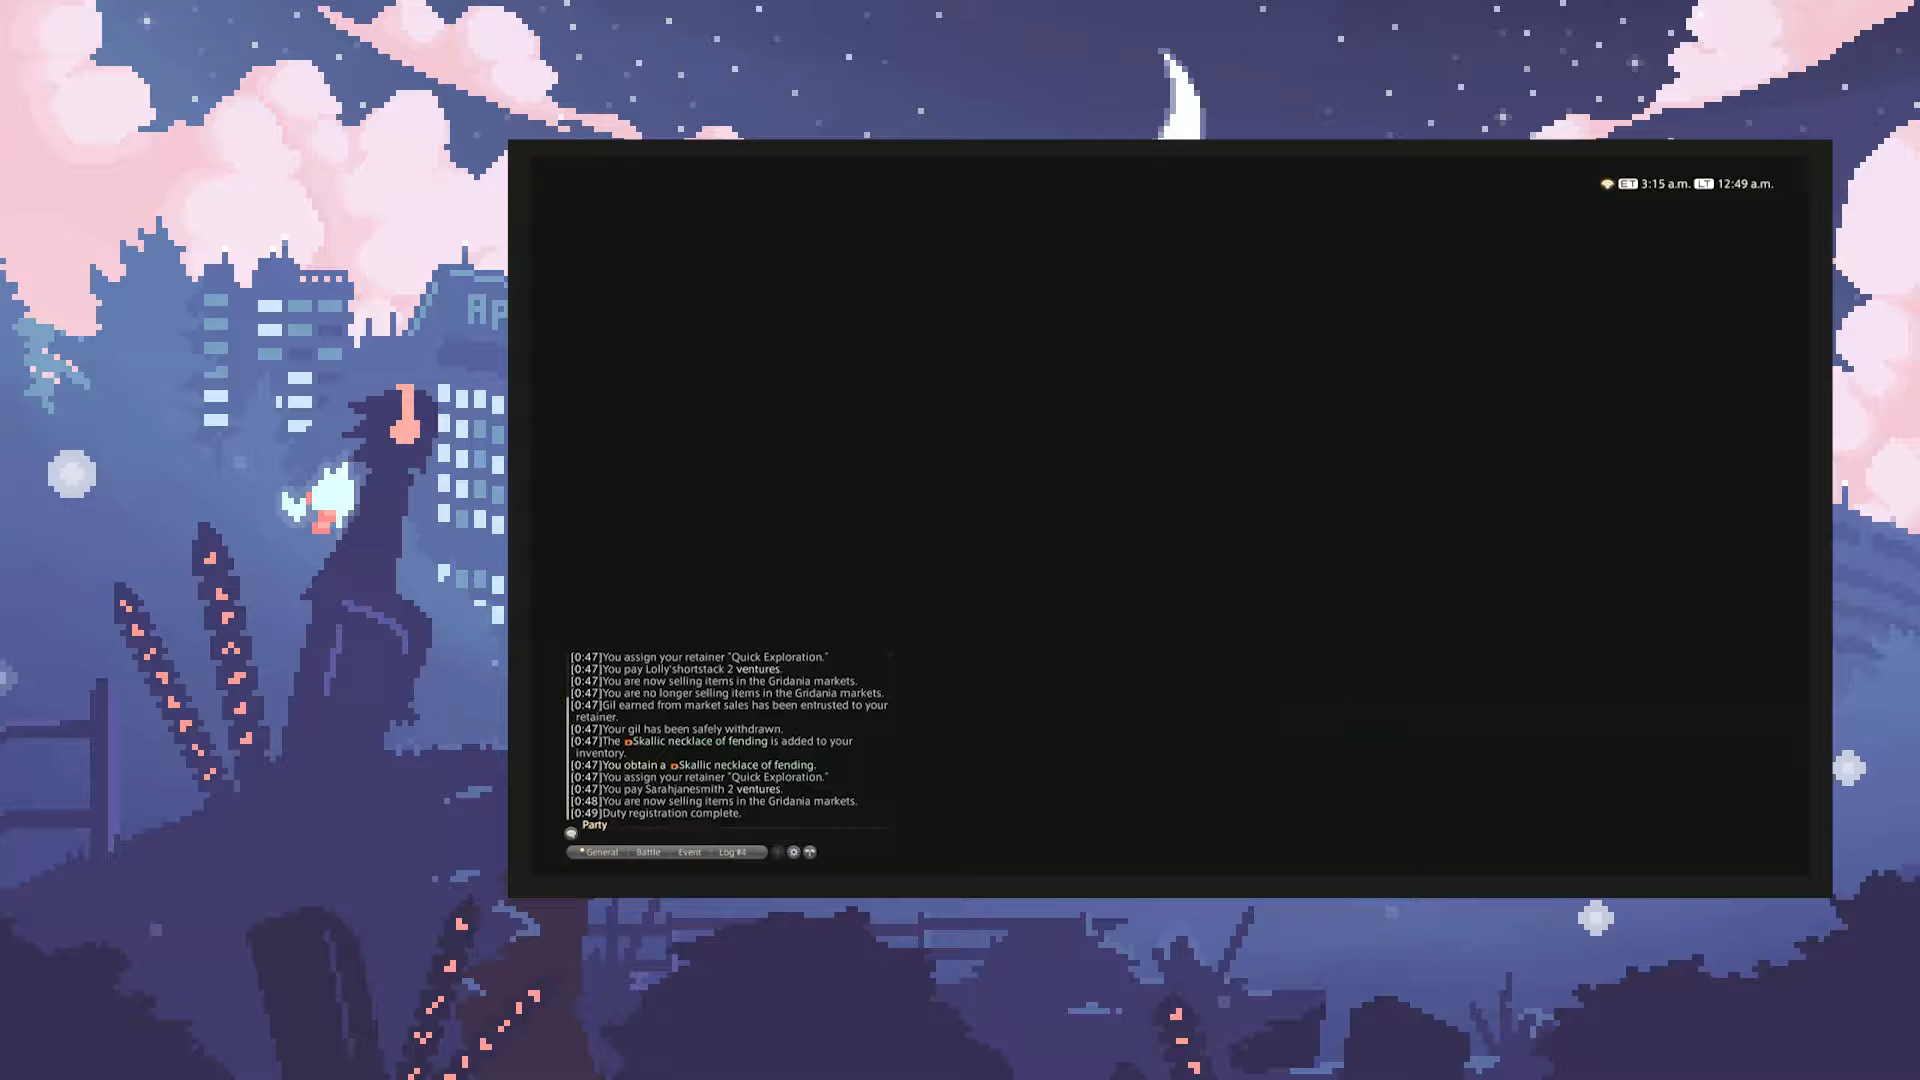 Ap
ET 3:15 a.m. LT 12:49 a.m.
[0:47]You assign your retainer "Quick Exploration."
[0:47]You pay Lolly'shortstack 2 ventures.
[0:47]You are now selling items in the Gridania markets.
[0:47]You are no longer selling items in the Gridania markets.
[0:47]Gil earned from market sales has been entrusted to your
retainer.
[0:47]Your gil has been safely withdrawn.
[0:47]The Skallic necklace of fending is added to your
inventory.
[0:47]You obtain a Skallic necklace of fending.
[0:47]You assign your retainer "Quick Exploration."
[0:47]You pay Sarahjanesmith 2 ventures.
[0:48]You are now selling items in the Gridania markets.
[0:49]Duty registration complete.
Party
General Battle Event Log #4